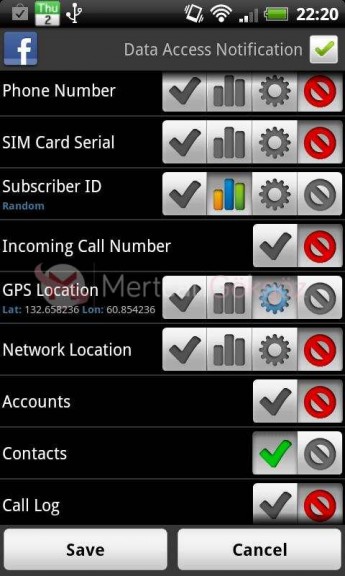 Thu
2
22:20
f
Data Access Notification
Phone Number
SIM Card Serial
Subscriber ID
Random
Incoming Call Number
GPS Location
Lat: 132.658236 Lon: 60.854236
Network Location
Accounts
Contacts
Call Log
Save
Cancel